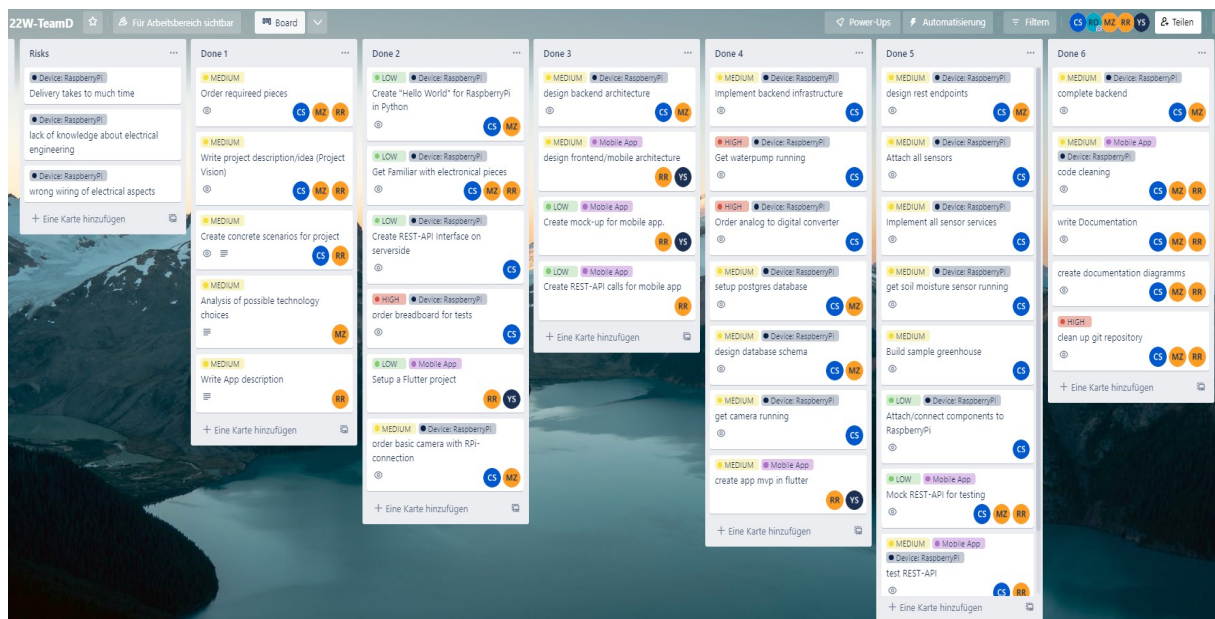 22W-TeamD Für Arbeitsbereich sichtbar Board Power-Ups Automatisierung Filtern CS RO MZ RR YS Teilen
Risks
Device: RaspberryPi
Delivery takes to much time
Device: RaspberryPi
lack of knowledge about electrical
engineering
Device: RaspberryPi
wrong wiring of electrical aspects
+ Eine Karte hinzufügen
Done 1
MEDIUM
Order requireed pieces
CS MZ RR
MEDIUM
Write project description/idea (Project
Vision)
CS MZ RR
MEDIUM
Create concrete scenarios for project
CS RR
MEDIUM
Analysis of possible technology
choices
MZ
MEDIUM
Write App description
RR
+ Eine Karte hinzufügen
Done 2
LOW Device: RaspberryPi
Create "Hello World" for RaspberryPi
in Python
CS MZ
LOW Device: RaspberryPi
Get Familiar with electronical pieces
CS MZ RR
LOW Device: RaspberryPi
Create REST-API Interface on
serverside
CS
HIGH Device: RaspberryPi
order breadboard for tests
CS
LOW Mobile App
Setup a Flutter project
RR YS
MEDIUM Device: RaspberryPi
order basic camera with RPi-
connection
CS MZ
+ Eine Karte hinzufügen
Done 3
MEDIUM Device: RaspberryPi
design backend architecture
CS MZ
MEDIUM Mobile App
design frontend/mobile architecture
RR YS
LOW Mobile App
Create mock-up for mobile app.
RR YS
LOW Mobile App
Create REST-API calls for mobile app
RR
+ Eine Karte hinzufügen
Done 4
MEDIUM Device: RaspberryPi
Implement backend infrastructure
CS
HIGH Device: RaspberryPi
Get waterpump running
CS
HIGH Device: RaspberryPi
Order analog to digital converter
CS
MEDIUM Device: RaspberryPi
setup postgres database
CS MZ
MEDIUM Device: RaspberryPi
design database schema
CS MZ
MEDIUM Device: RaspberryPi
get camera running
CS
MEDIUM Mobile App
create app mvp in flutter
RR YS
+ Eine Karte hinzufügen
Done 5
MEDIUM Device: RaspberryPi
design rest endpoints
CS MZ
MEDIUM Device: RaspberryPi
Attach all sensors
CS
MEDIUM Device: RaspberryPi
Implement all sensor services
CS
MEDIUM Device: RaspberryPi
get soil moisture sensor running
CS
MEDIUM
Build sample greenhouse
CS
LOW Device: RaspberryPi
Attach/connect components to
RaspberryPi
CS
LOW Mobile App
Mock REST-API for testing
CS MZ RR
MEDIUM Mobile App
Device: RaspberryPi
test REST-API
CS RR
+ Eine Karte hinzufügen
Done 6
MEDIUM Device: RaspberryPi
complete backend
CS MZ
MEDIUM Mobile App
Device: RaspberryPi
code cleaning
CS MZ RR
write Documentation
CS MZ RR
create documentation diagramms
CS MZ RR
HIGH
clean up git repository
CS MZ RR
+ Eine Karte hinzufügen